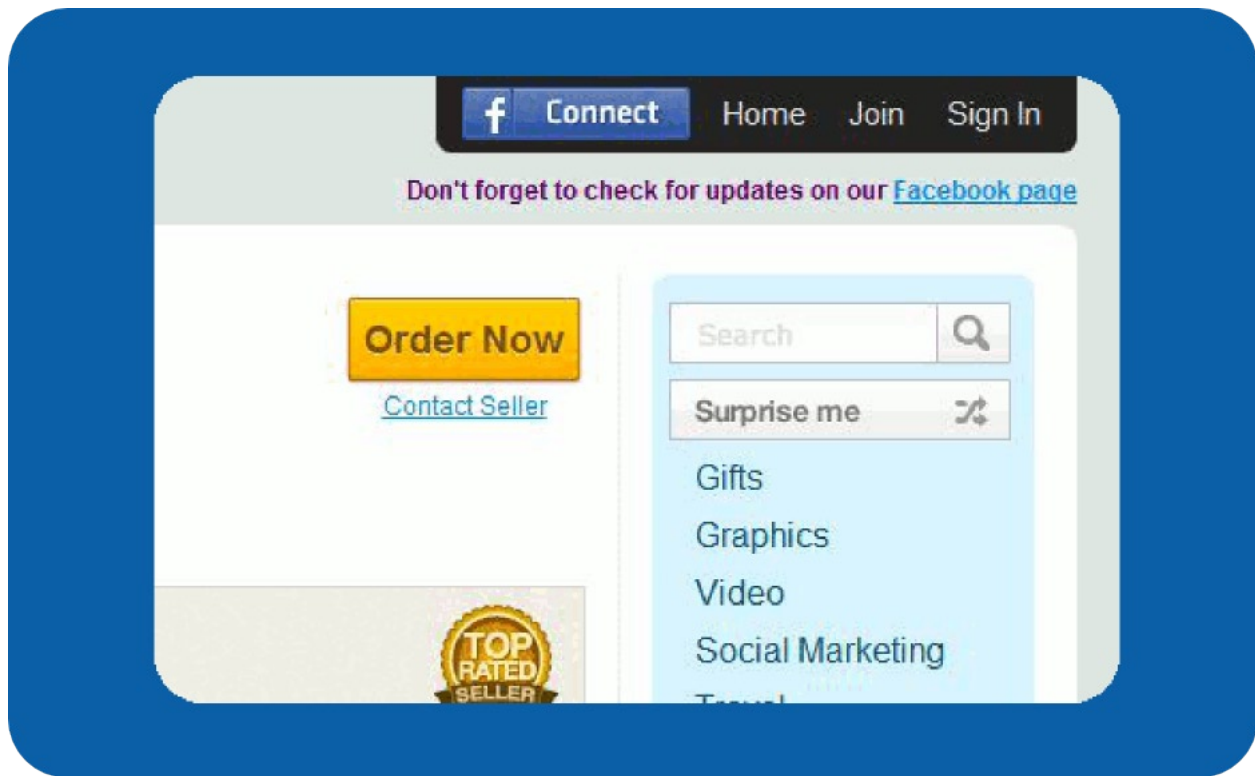 f Connect Home Join Sign In
Don't forget to check for updates on our Facebook page
Order Now
Contact Seller
Search
Surprise me
Gifts
Graphics
Video
Social Marketing
Travel
TOP
RATED
SELLER